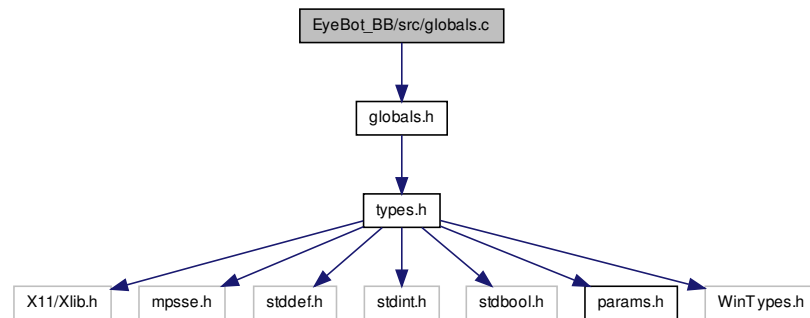 EyeBot_BB/src/globals.c
globals.h
types.h
X11/Xlib.h
mpsse.h
stddef.h
stdint.h
stdbool.h
params.h
WinTypes.h